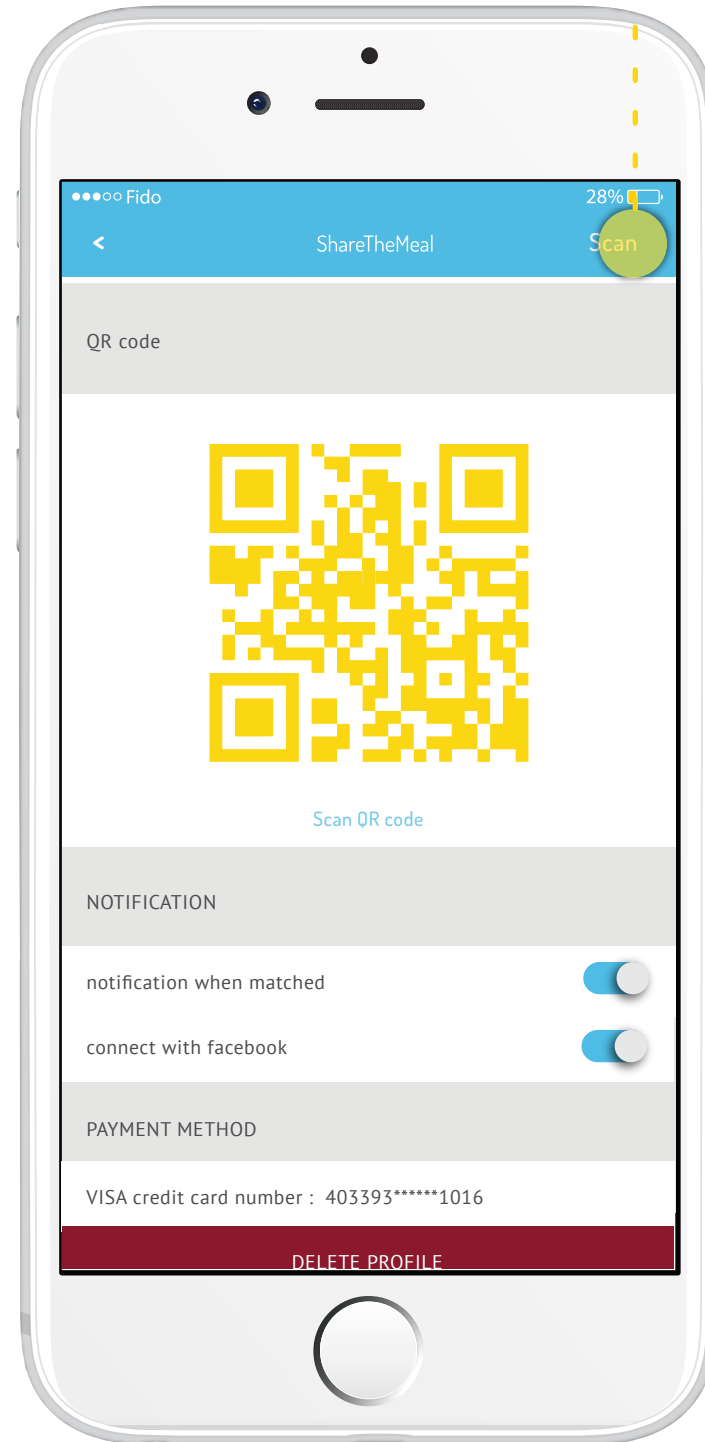 Fido 28%
< ShareTheMeal Scan
QR code
Scan QR code
NOTIFICATION
notification when matched
connect with facebook
PAYMENT METHOD
VISA credit card number : 403393******1016
DELETE PROFILE